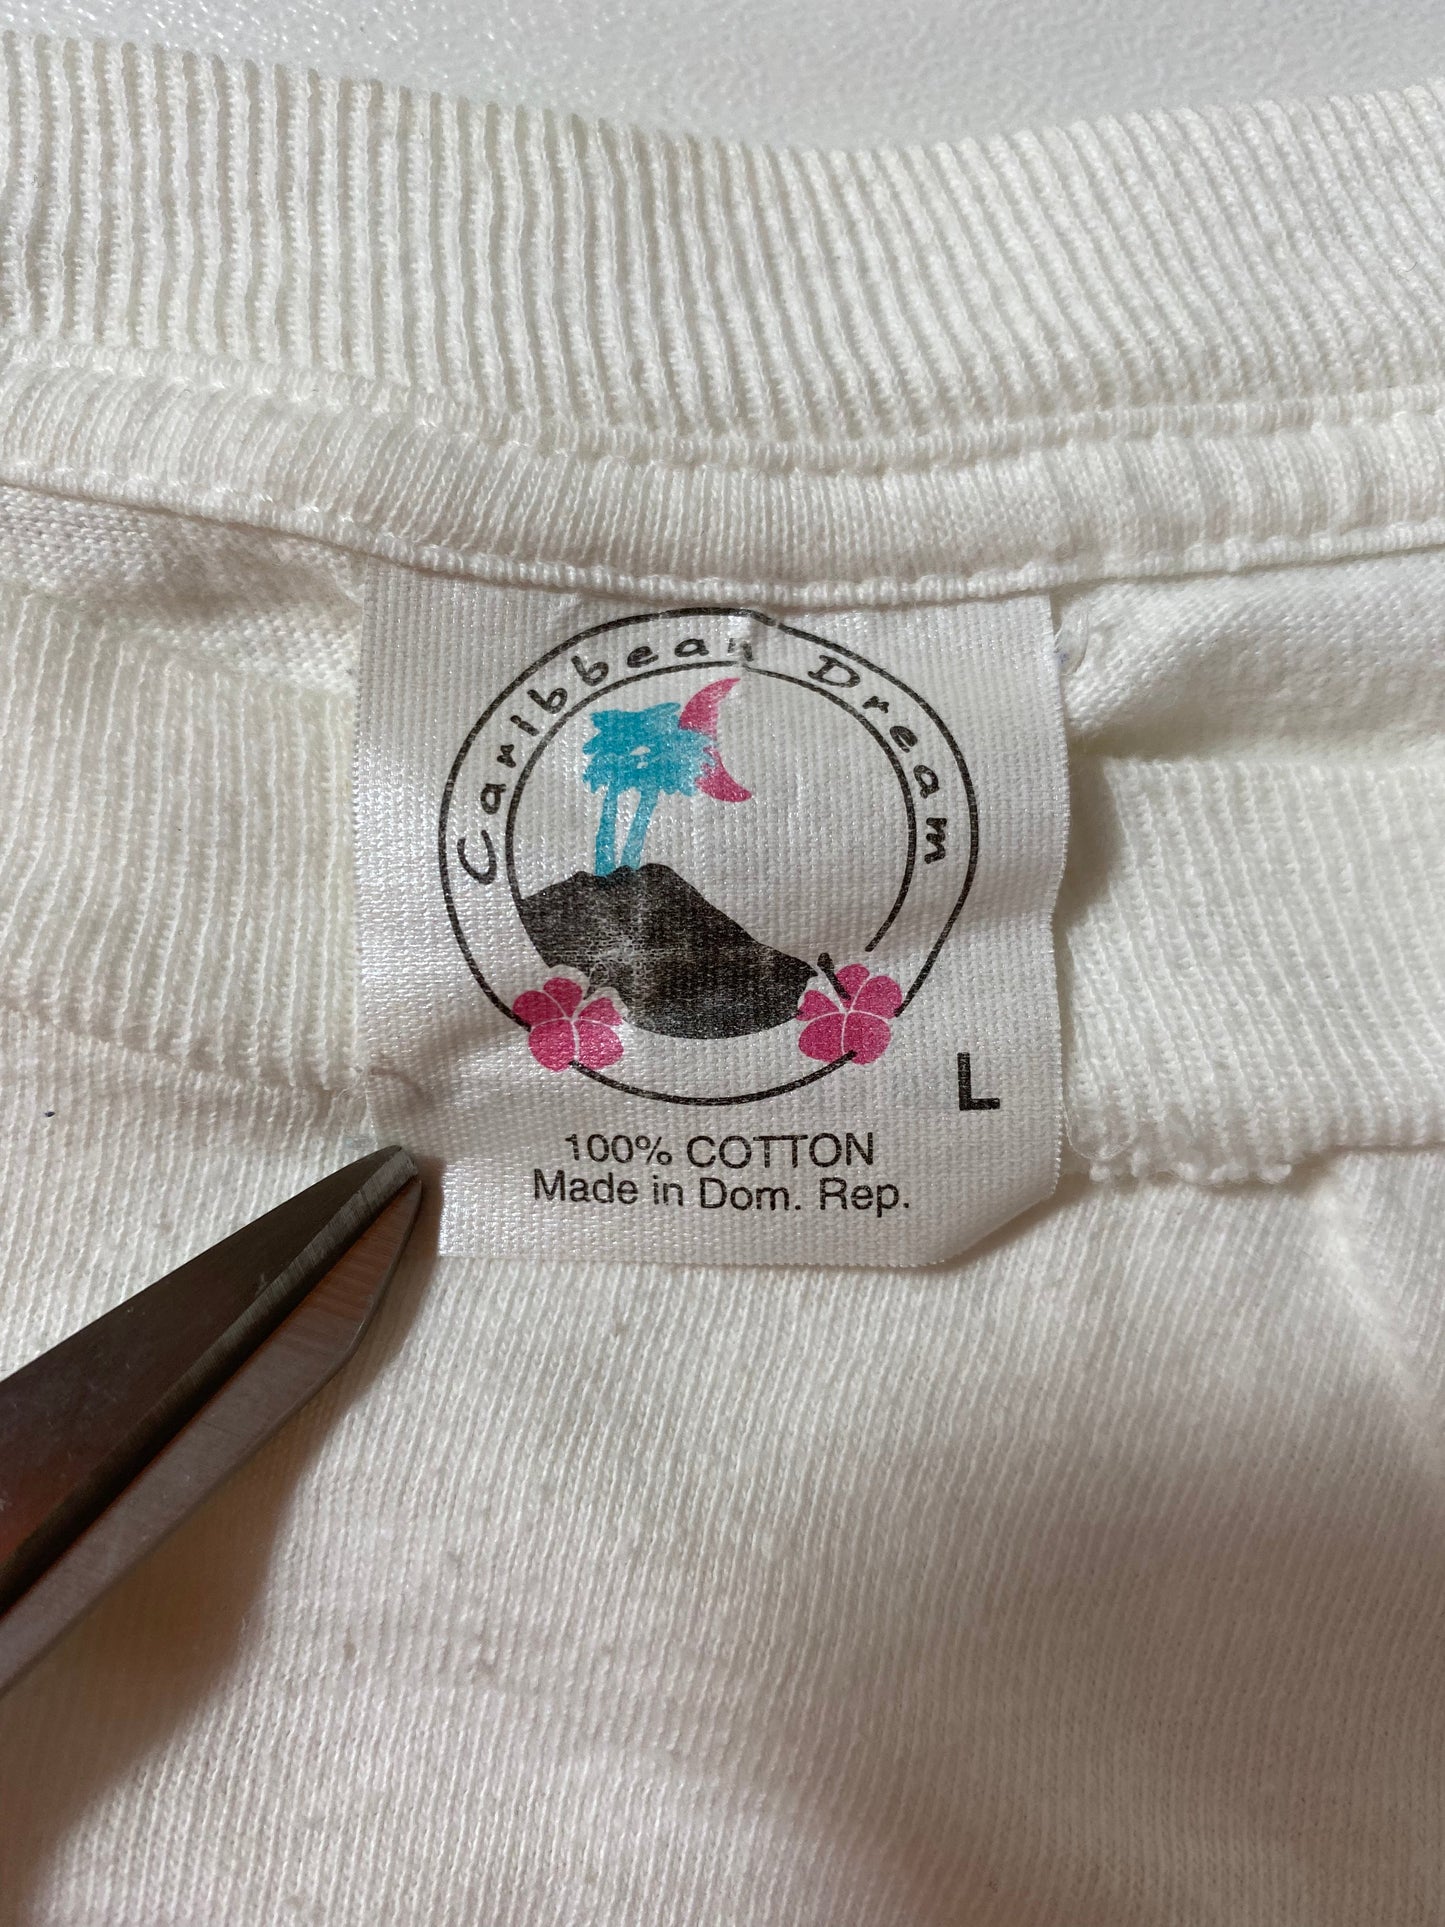 Caribbean Dream
L
100% COTTON
Made in Dom. Rep.